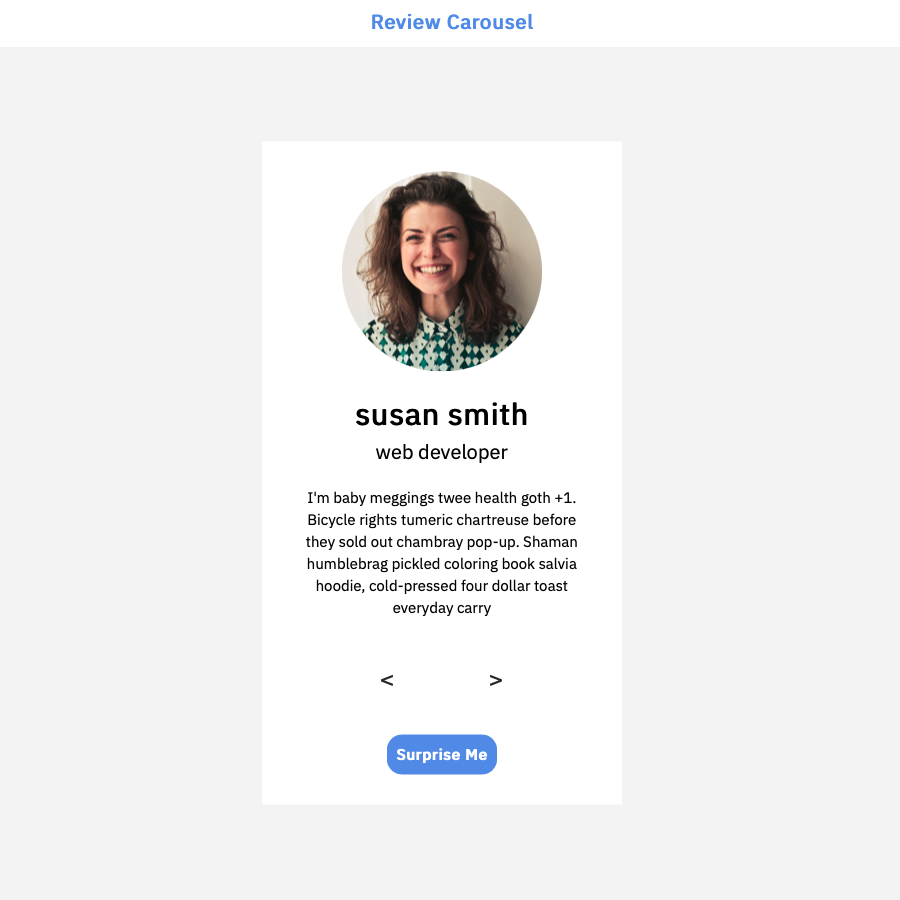 Review Carousel
susan smith
web developer
I'm baby meggings twee health goth +1.
Bicycle rights tumeric chartreuse before
they sold out chambray pop-up. Shaman
humblebrag pickled coloring book salvia
hoodie, cold-pressed four dollar toast
everyday carry
< >
Surprise Me